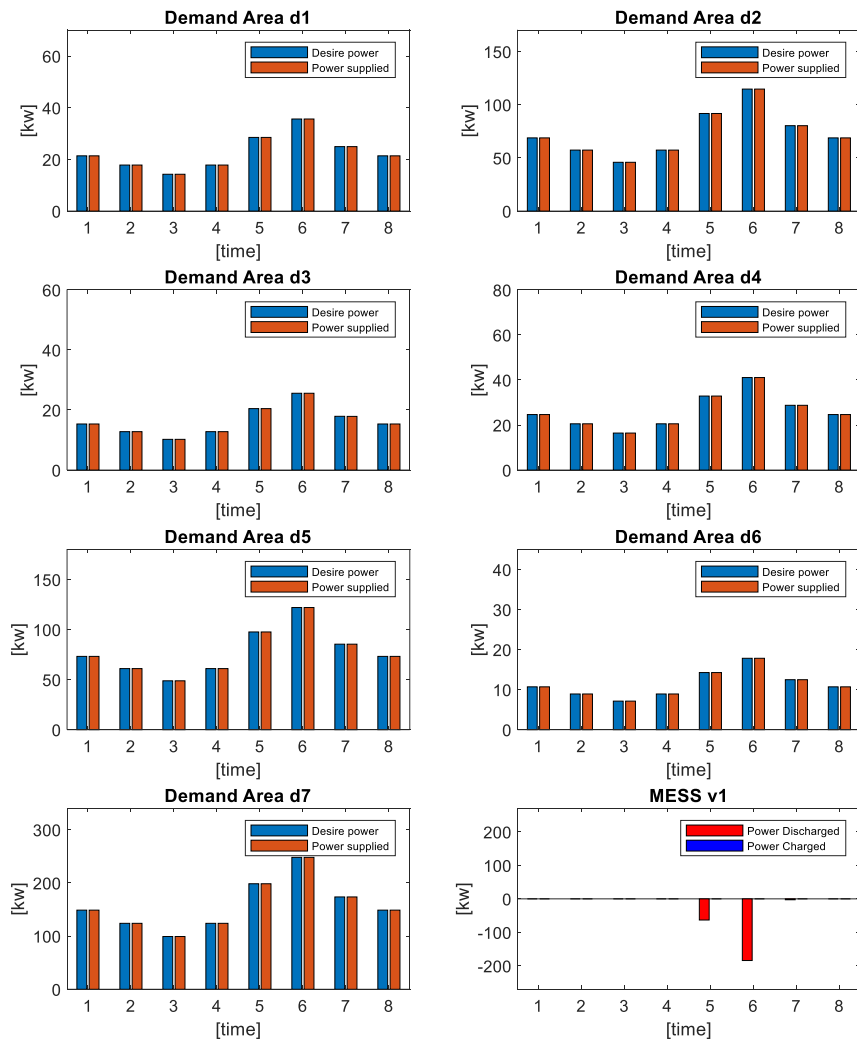 Demand Area d1
Desire power
Power supplied
[kw]
60
40
20
0
1 2 3 4 5 6 7 8
[time]
Demand Area d2
Desire power
Power supplied
[kw]
150
100
50
0
1 2 3 4 5 6 7 8
[time]
Demand Area d3
Desire power
Power supplied
[kw]
60
40
20
0
1 2 3 4 5 6 7 8
[time]
Demand Area d4
Desire power
Power supplied
[kw]
80
60
40
20
0
1 2 3 4 5 6 7 8
[time]
Demand Area d5
Desire power
Power supplied
[kw]
150
100
50
0
1 2 3 4 5 6 7 8
[time]
Demand Area d6
Desire power
Power supplied
[kw]
40
30
20
10
0
1 2 3 4 5 6 7 8
[time]
Demand Area d7
Desire power
Power supplied
[kw]
300
200
100
0
1 2 3 4 5 6 7 8
[time]
MESS v1
Power Discharged
Power Charged
[kw]
200
100
0
-100
-200
1 2 3 4 5 6 7 8
[time]